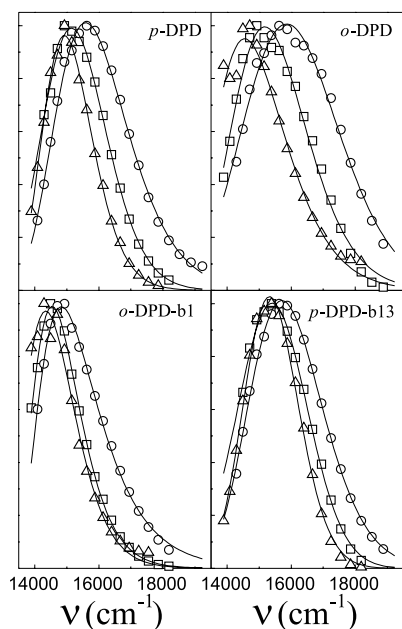 p-DPD
o-DPD
o-DPD-b1
p-DPD-b13
14000 16000 18000
14000 16000 18000
ν(cm⁻¹)
ν(cm⁻¹)